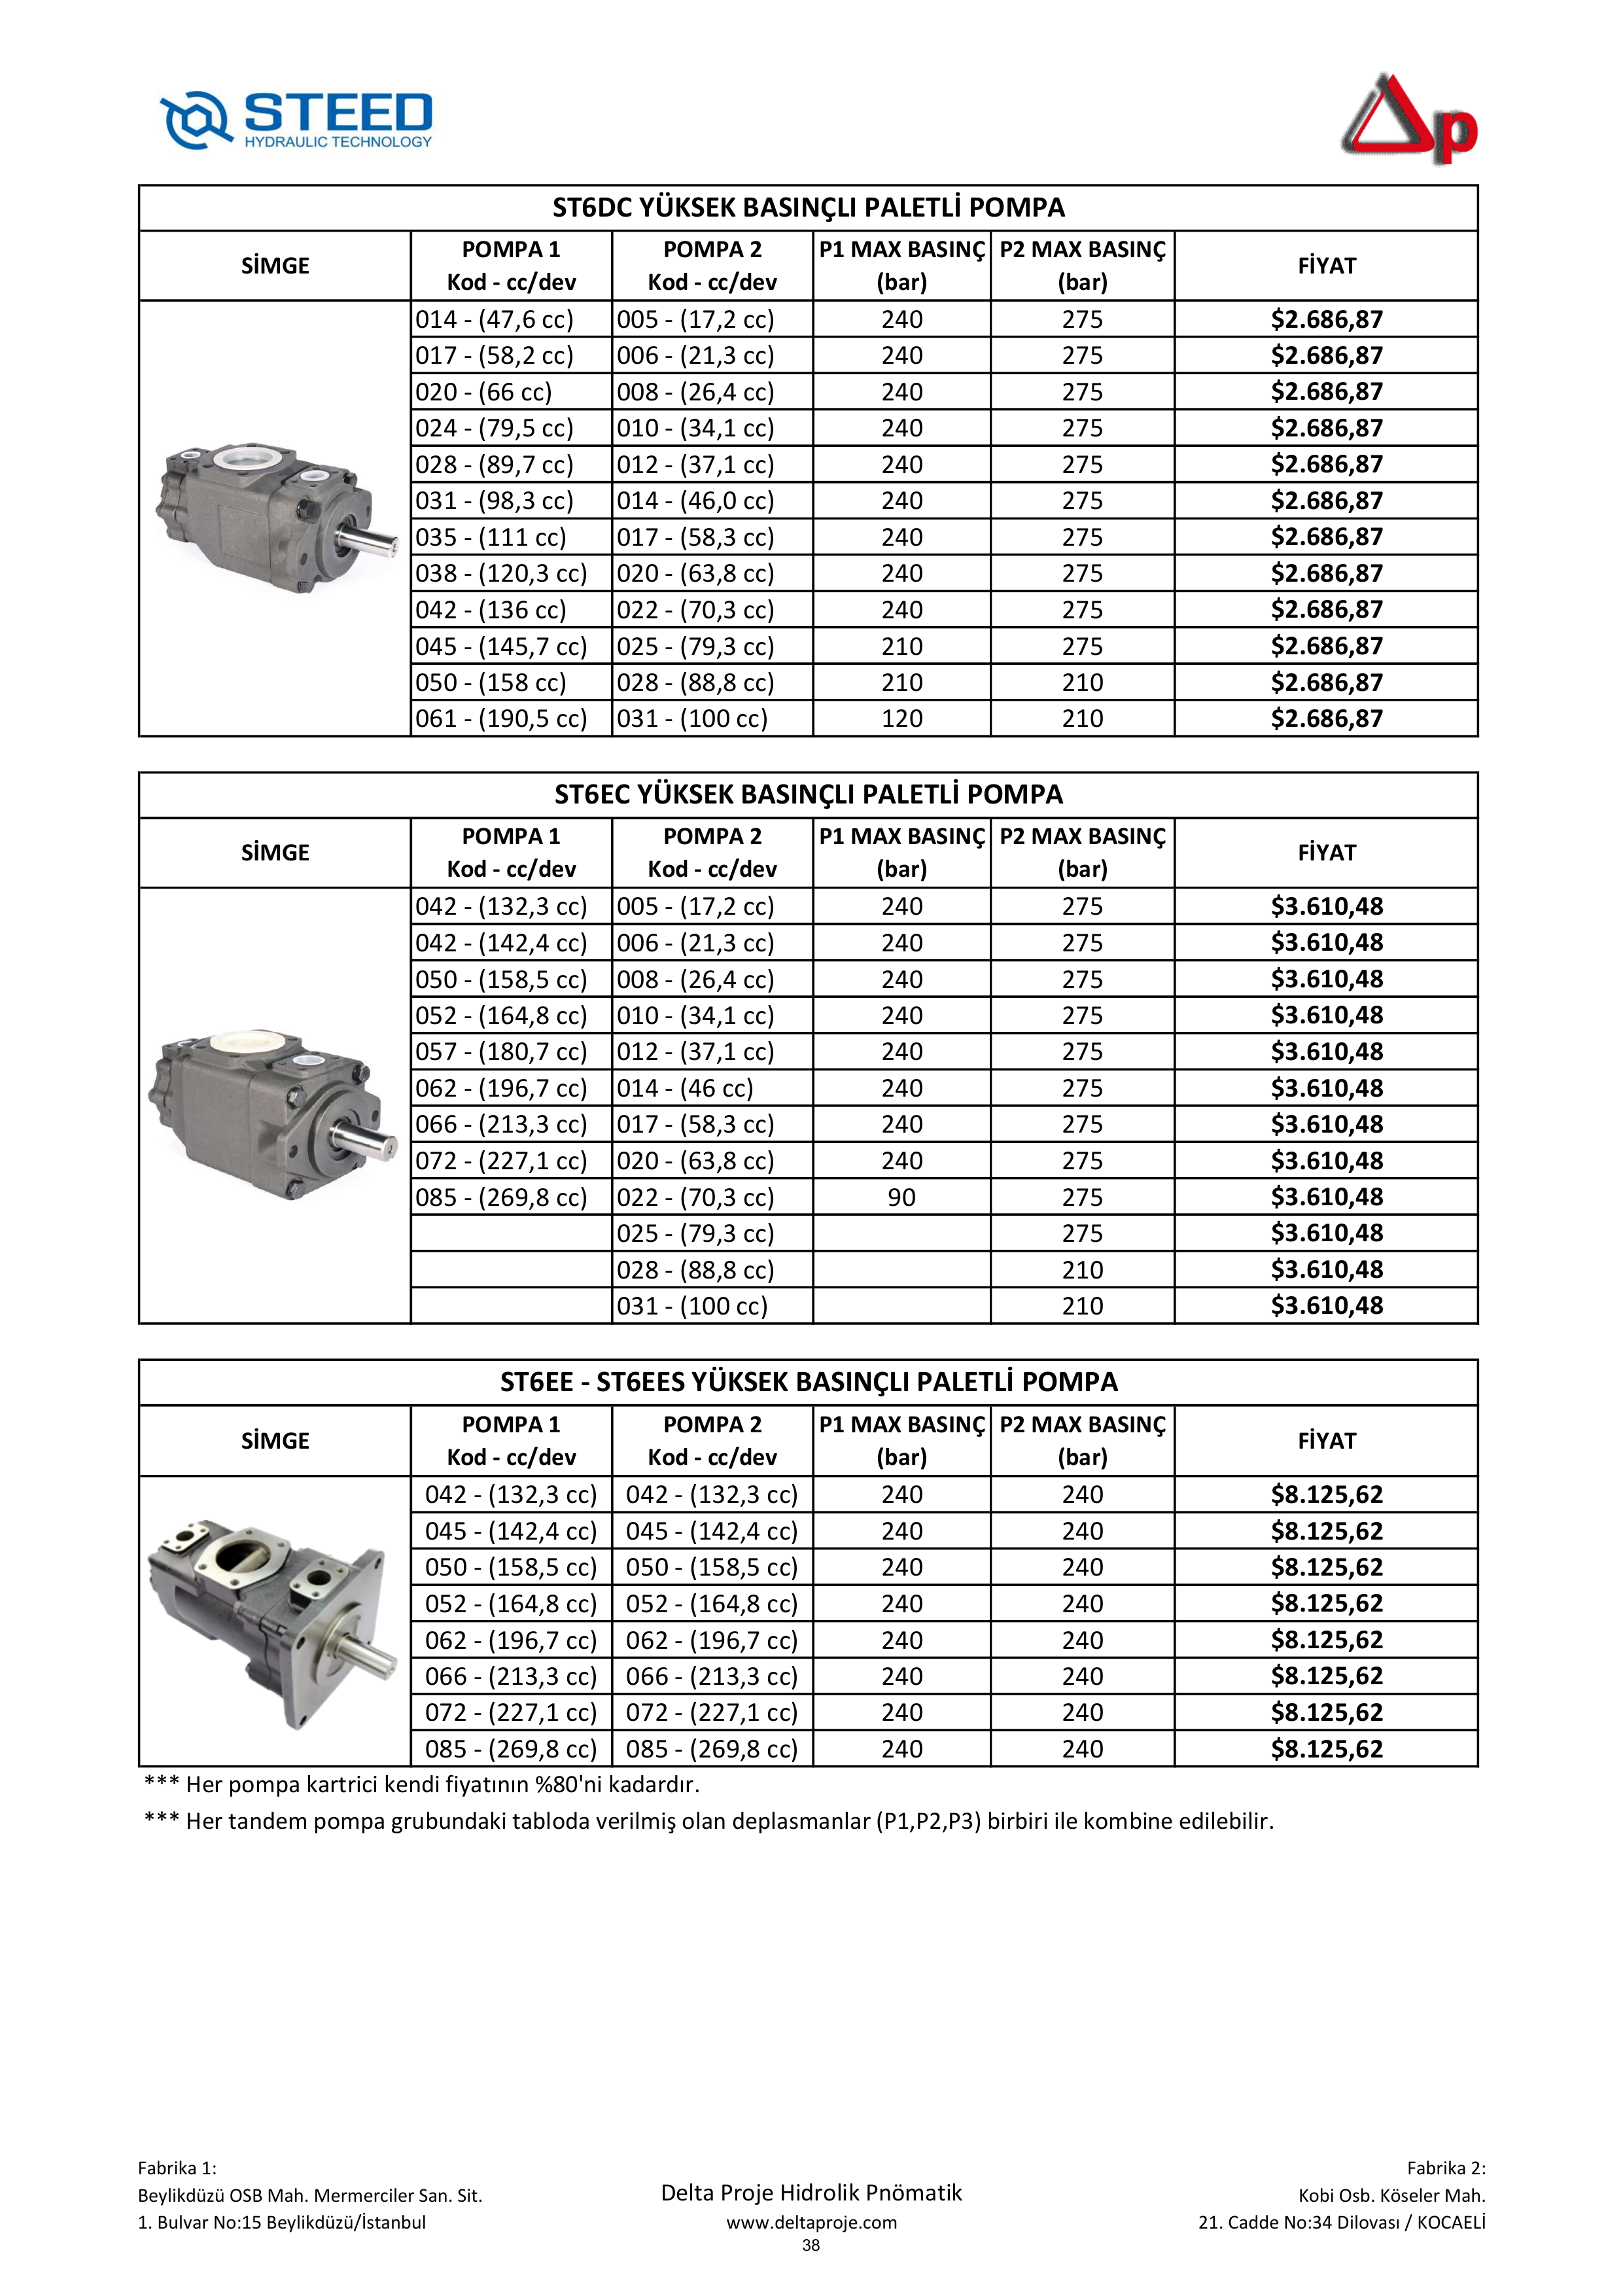 STEED
HYDRAULIC TECHNOLOGY
Δp
ST6DC YÜKSEK BASINÇLI PALETLİ POMPA
SİMGE POMPA 1 Kod - cc/dev POMPA 2 Kod - cc/dev P1 MAX BASINÇ (bar) P2 MAX BASINÇ (bar) FİYAT
014 - (47,6 cc) 005 - (17,2 cc) 240 275 $2.686,87
017 - (58,2 cc) 006 - (21,3 cc) 240 275 $2.686,87
020 - (66 cc) 008 - (26,4 cc) 240 275 $2.686,87
024 - (79,5 cc) 010 - (34,1 cc) 240 275 $2.686,87
028 - (89,7 cc) 012 - (37,1 cc) 240 275 $2.686,87
031 - (98,3 cc) 014 - (46,0 cc) 240 275 $2.686,87
035 - (111 cc) 017 - (58,3 cc) 240 275 $2.686,87
038 - (120,3 cc) 020 - (63,8 cc) 240 275 $2.686,87
042 - (136 cc) 022 - (70,3 cc) 240 275 $2.686,87
045 - (145,7 cc) 025 - (79,3 cc) 210 275 $2.686,87
050 - (158 cc) 028 - (88,8 cc) 210 210 $2.686,87
061 - (190,5 cc) 031 - (100 cc) 120 210 $2.686,87
ST6EC YÜKSEK BASINÇLI PALETLİ POMPA
SİMGE POMPA 1 Kod - cc/dev POMPA 2 Kod - cc/dev P1 MAX BASINÇ (bar) P2 MAX BASINÇ (bar) FİYAT
042 - (132,3 cc) 005 - (17,2 cc) 240 275 $3.610,48
042 - (142,4 cc) 006 - (21,3 cc) 240 275 $3.610,48
050 - (158,5 cc) 008 - (26,4 cc) 240 275 $3.610,48
052 - (164,8 cc) 010 - (34,1 cc) 240 275 $3.610,48
057 - (180,7 cc) 012 - (37,1 cc) 240 275 $3.610,48
062 - (196,7 cc) 014 - (46 cc) 240 275 $3.610,48
066 - (213,3 cc) 017 - (58,3 cc) 240 275 $3.610,48
072 - (227,1 cc) 020 - (63,8 cc) 240 275 $3.610,48
085 - (269,8 cc) 022 - (70,3 cc) 90 275 $3.610,48
025 - (79,3 cc) 275 $3.610,48
028 - (88,8 cc) 210 $3.610,48
031 - (100 cc) 210 $3.610,48
ST6EE - ST6EES YÜKSEK BASINÇLI PALETLİ POMPA
SİMGE POMPA 1 Kod - cc/dev POMPA 2 Kod - cc/dev P1 MAX BASINÇ (bar) P2 MAX BASINÇ (bar) FİYAT
042 - (132,3 cc) 042 - (132,3 cc) 240 240 $8.125,62
045 - (142,4 cc) 045 - (142,4 cc) 240 240 $8.125,62
050 - (158,5 cc) 050 - (158,5 cc) 240 240 $8.125,62
052 - (164,8 cc) 052 - (164,8 cc) 240 240 $8.125,62
062 - (196,7 cc) 062 - (196,7 cc) 240 240 $8.125,62
066 - (213,3 cc) 066 - (213,3 cc) 240 240 $8.125,62
072 - (227,1 cc) 072 - (227,1 cc) 240 240 $8.125,62
085 - (269,8 cc) 085 - (269,8 cc) 240 240 $8.125,62
*** Her pompa kartrici kendi fiyatının %80'ni kadardır.
*** Her tandem pompa grubundaki tabloda verilmiş olan deplasmanlar (P1,P2,P3) birbiri ile kombine edilebilir.
Fabrika 1:
Beylikdüzü OSB Mah. Mermerciler San. Sit.
1. Bulvar No:15 Beylikdüzü/İstanbul
Delta Proje Hidrolik Pnömatik
www.deltaproje.com
38
Fabrika 2:
Kobi Osb. Köseler Mah.
21. Cadde No:34 Dilovası / KOCAELİ